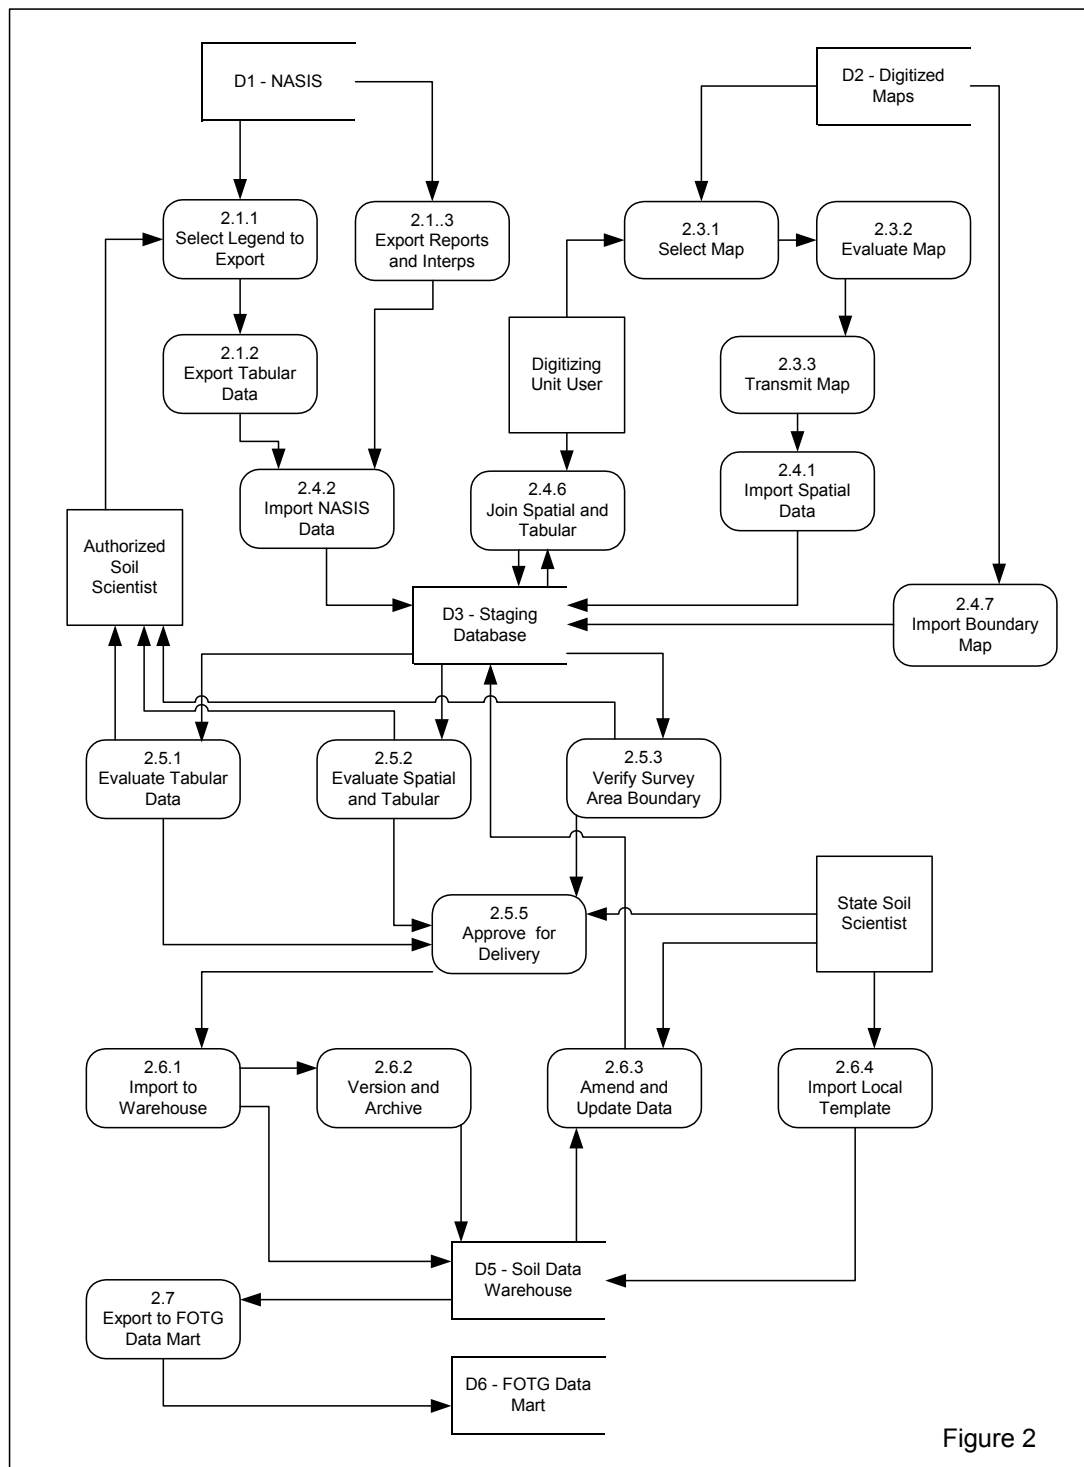 D1 - NASIS
D2 - Digitized
Maps
2.1.1
Select Legend to
Export
2.1..3
Export Reports
and Interps
2.3.1
Select Map
2.3.2
Evaluate Map
2.1.2
Export Tabular
Data
Digitizing
Unit User
2.3.3
Transmit Map
2.4.2
Import NASIS
Data
2.4.6
Join Spatial and
Tabular
2.4.1
Import Spatial
Data
Authorized
Soil
Scientist
D3 - Staging
Database
2.4.7
Import Boundary
Map
2.5.1
Evaluate Tabular
Data
2.5.2
Evaluate Spatial
and Tabular
2.5.3
Verify Survey
Area Boundary
2.5.5
Approve for
Delivery
State Soil
Scientist
2.6.1
Import to
Warehouse
2.6.2
Version and
Archive
2.6.3
Amend and
Update Data
2.6.4
Import Local
Template
D5 - Soil Data
Warehouse
2.7
Export to FOTG
Data Mart
D6 - FOTG Data
Mart
Figure 2